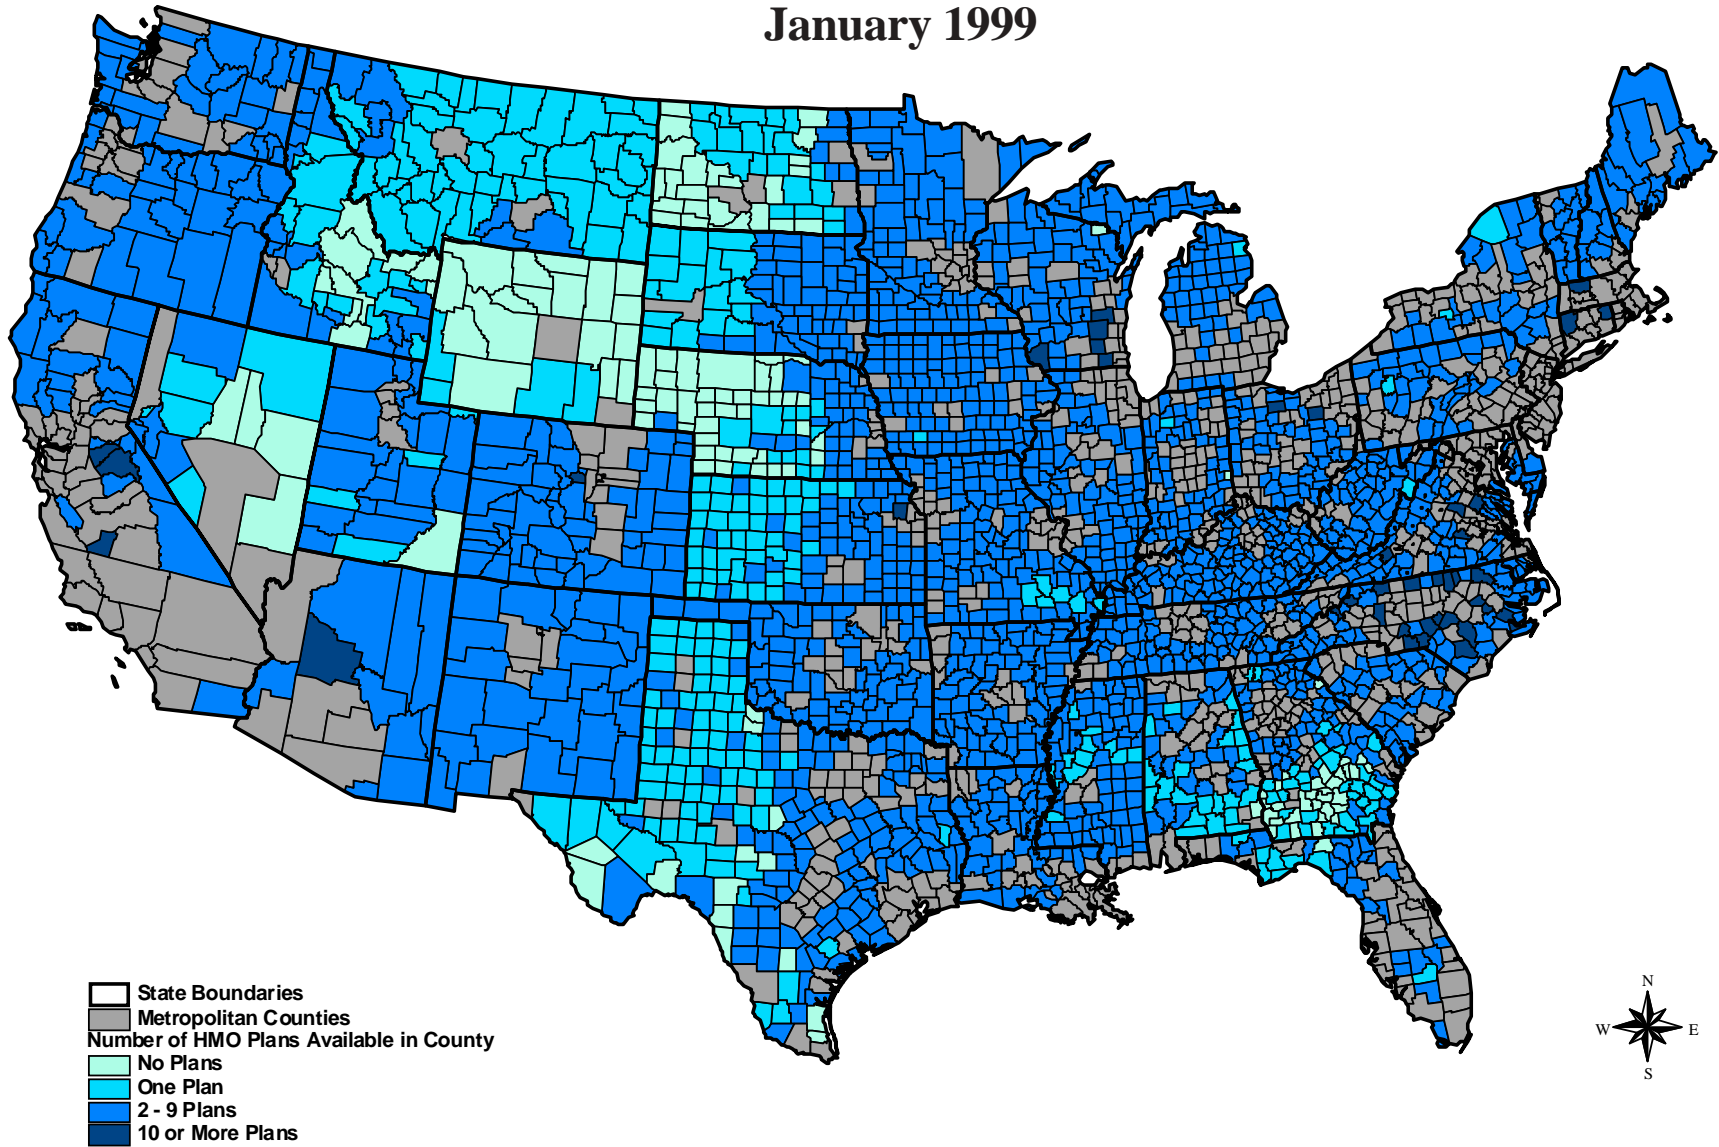 January 1999
State Boundaries
Metropolitan Counties
Number of HMO Plans Available in County
No Plans
One Plan
2 - 9 Plans
10 or More Plans
N
W E
S